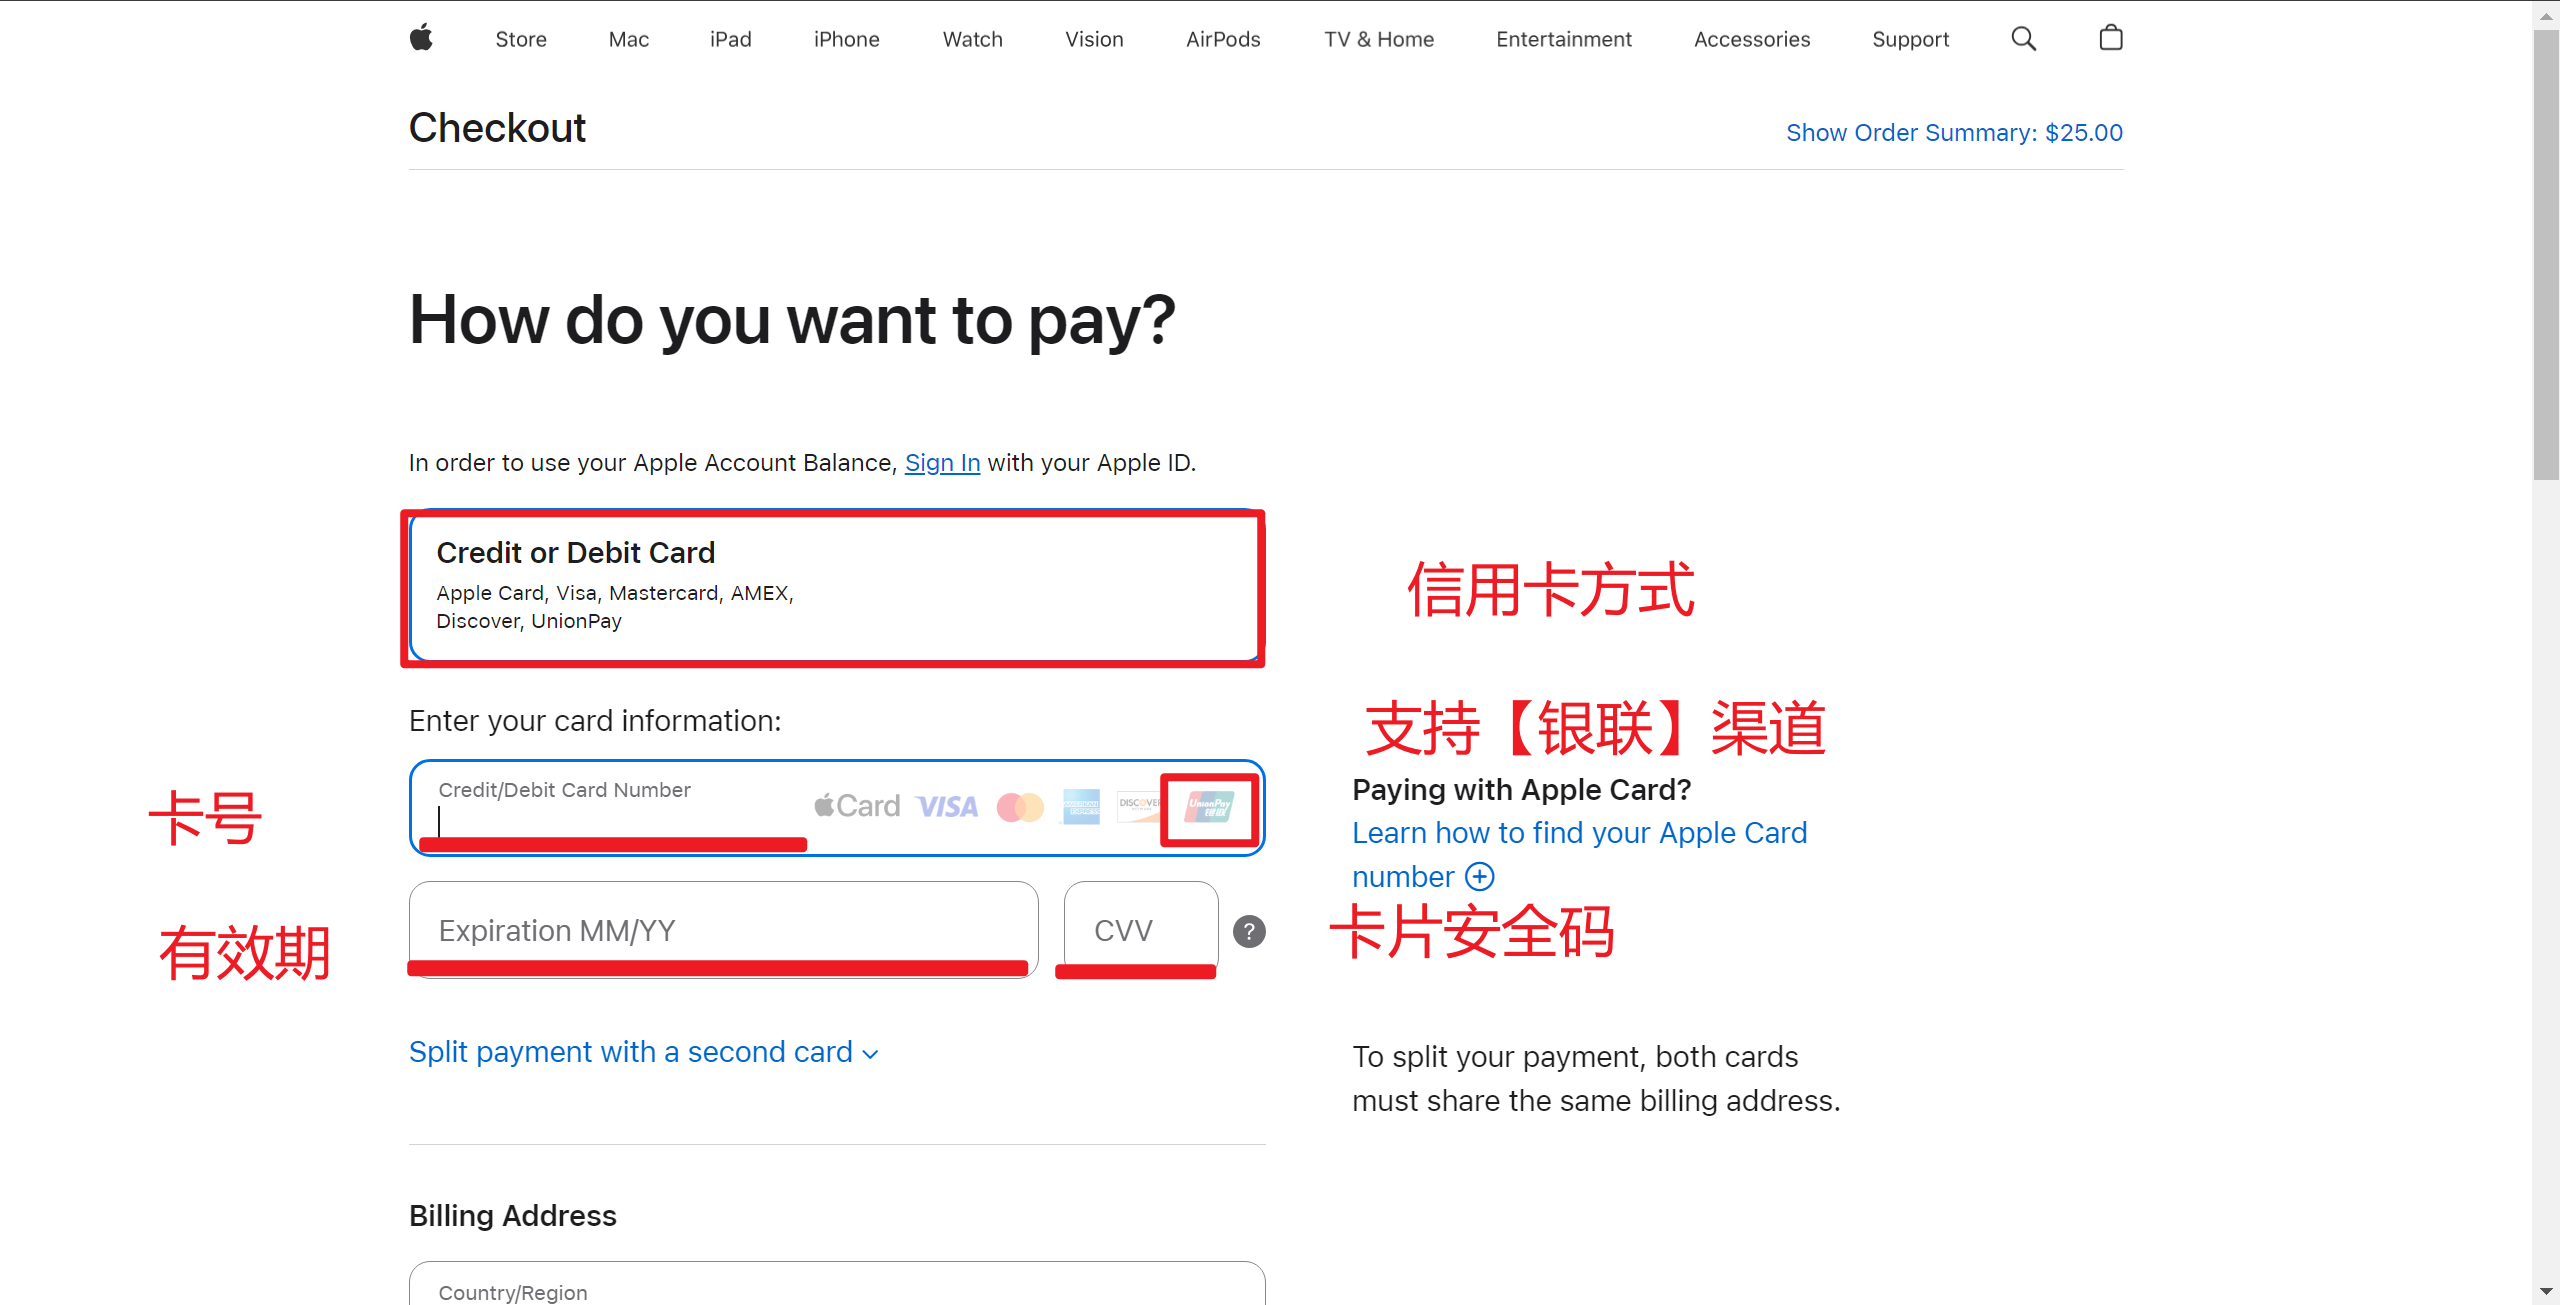 Store Mac iPad iPhone Watch Vision AirPods TV & Home Entertainment Accessories Support
Checkout
Show Order Summary: $25.00
How do you want to pay?
In order to use your Apple Account Balance, Sign In with your Apple ID.
Credit or Debit Card
Apple Card, Visa, Mastercard, AMEX,
Discover, UnionPay
信用卡方式
Enter your card information:
支持【银联】渠道
卡号
Credit/Debit Card Number
Card VISA AMERICAN EXPRESS DISCOVER UnionPay 银联
Paying with Apple Card?
Learn how to find your Apple Card
number
有效期
Expiration MM/YY
CVV
?
卡片安全码
Split payment with a second card
To split your payment, both cards
must share the same billing address.
Billing Address
Country/Region